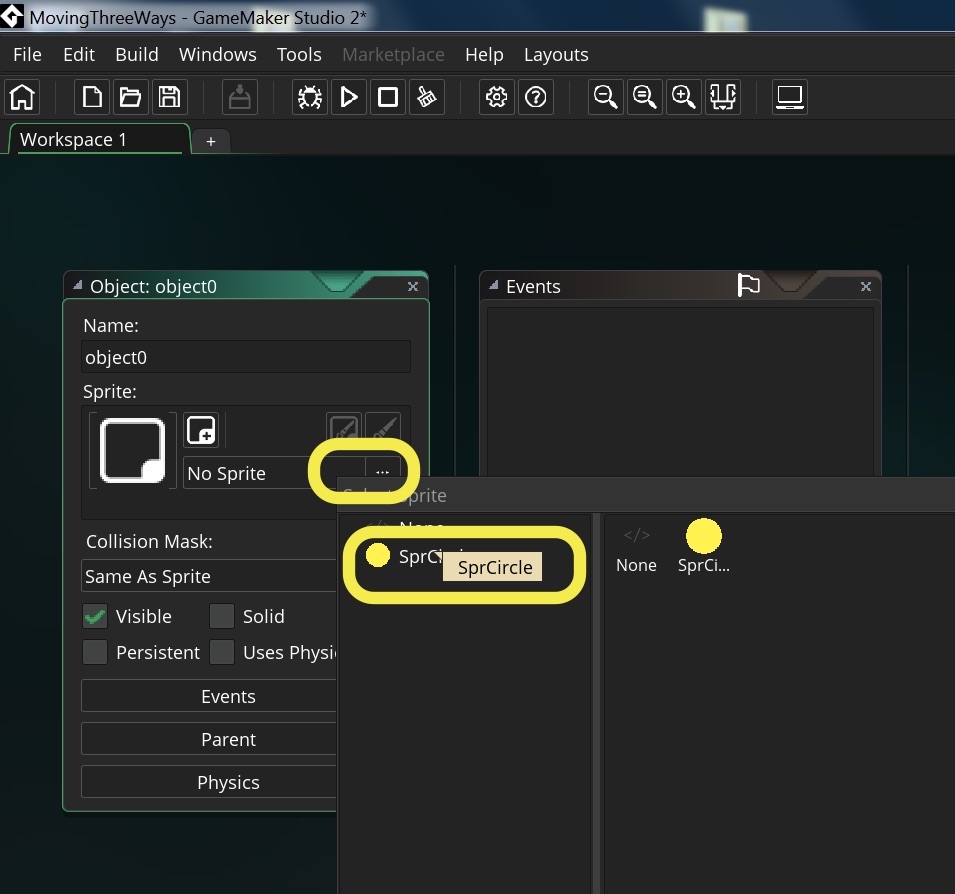 MovingThreeWays - GameMaker Studio 2*
File Edit Build Windows Tools Marketplace Help Layouts
Workspace 1 +
Object: object0
Name:
object0
Sprite:
No Sprite ...
Collision Mask:
Same As Sprite
Visible Solid
Persistent Uses Physi
Events
Parent
Physics
Events
Select Sprite
None
SprCircle
SprCircle
</>
None
SprCi...